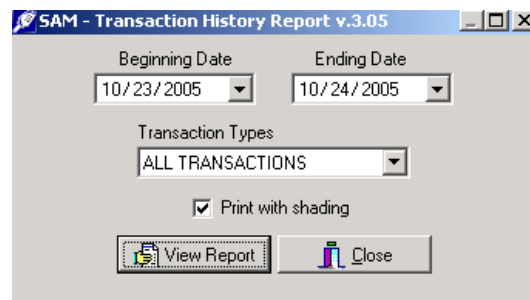 SAM - Transaction History Report v.3.05
Beginning Date Ending Date
10/23/2005 10/24/2005
Transaction Types
ALL TRANSACTIONS
Print with shading
View Report Close